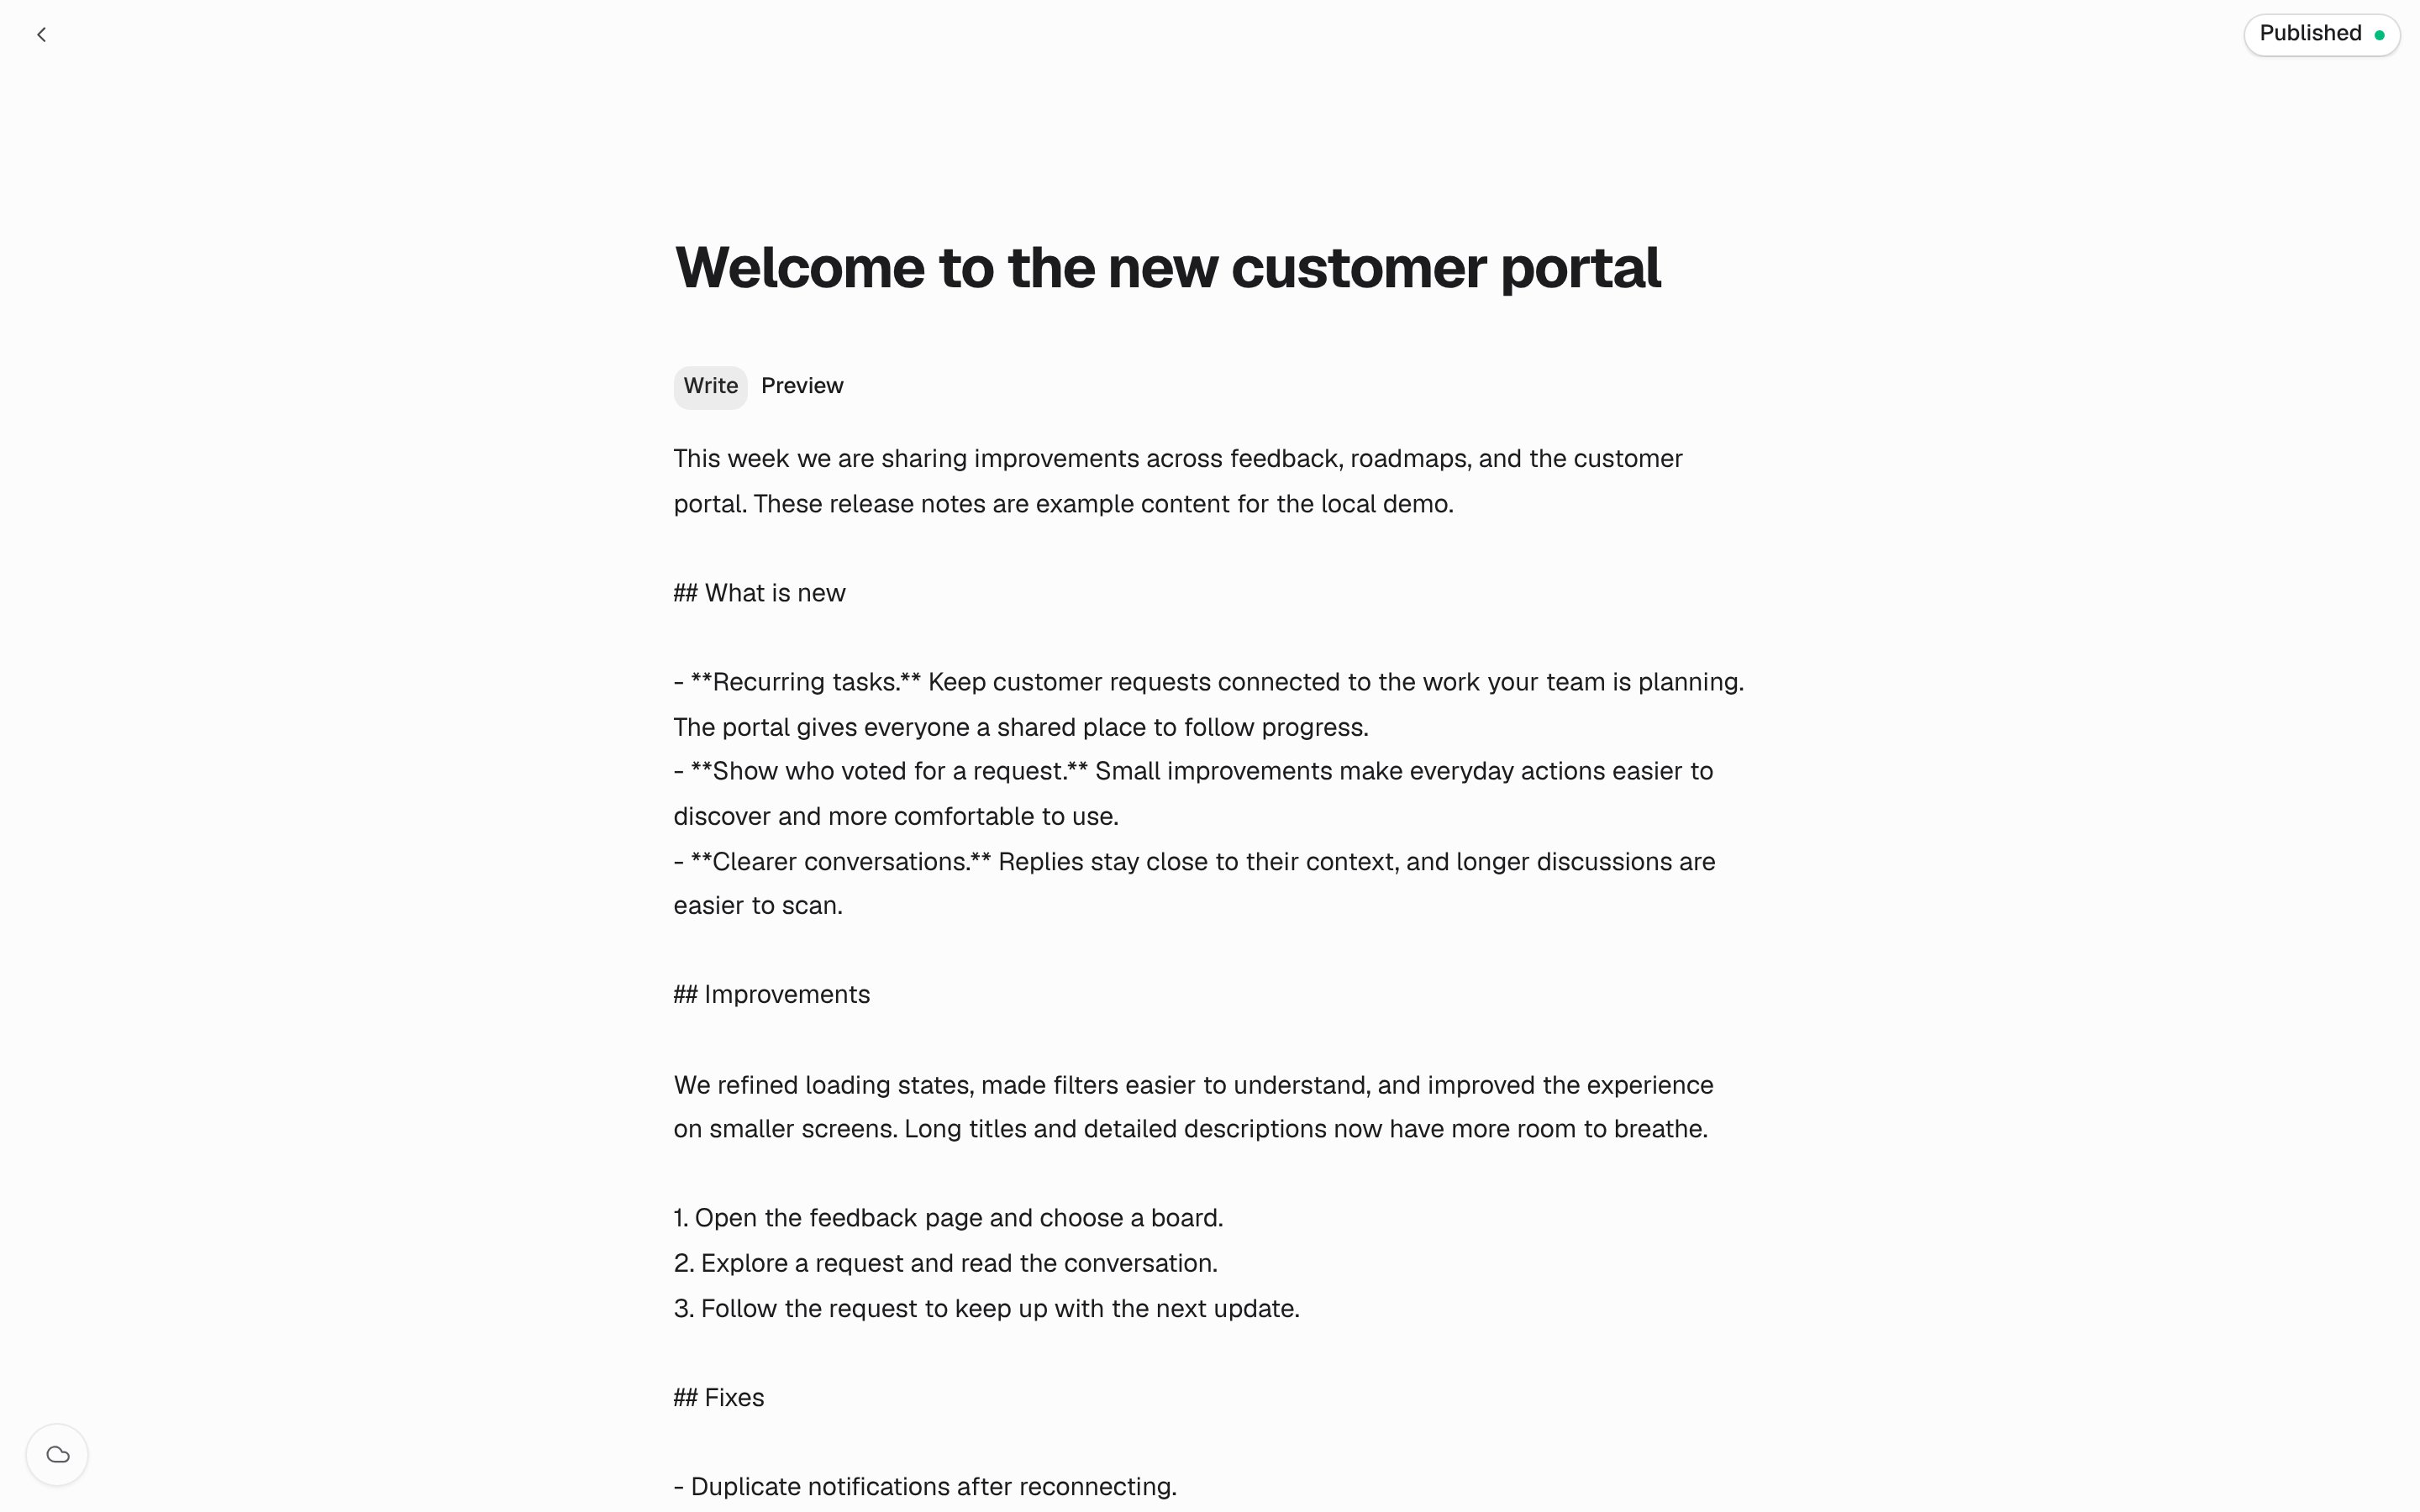 Published
Welcome to the new customer portal
Write Preview
This week we are sharing improvements across feedback, roadmaps, and the customer
portal. These release notes are example content for the local demo.
## What is new
- **Recurring tasks.** Keep customer requests connected to the work your team is planning.
The portal gives everyone a shared place to follow progress.
- **Show who voted for a request.** Small improvements make everyday actions easier to
discover and more comfortable to use.
- **Clearer conversations.** Replies stay close to their context, and longer discussions are
easier to scan.
## Improvements
We refined loading states, made filters easier to understand, and improved the experience
on smaller screens. Long titles and detailed descriptions now have more room to breathe.
1. Open the feedback page and choose a board.
2. Explore a request and read the conversation.
3. Follow the request to keep up with the next update.
## Fixes
- Duplicate notifications after reconnecting.